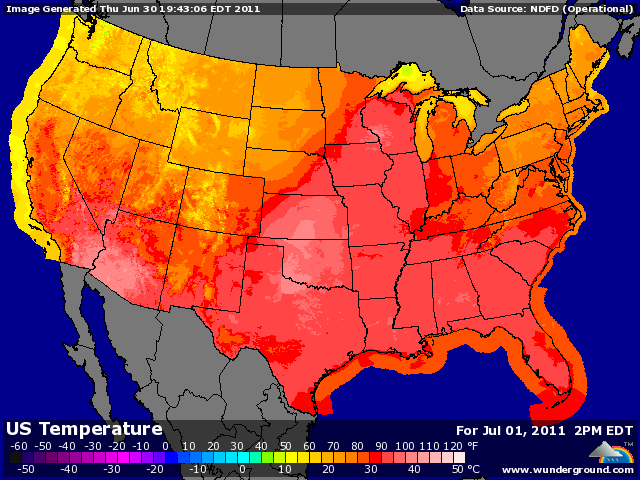 Image Generated Thu Jun 30 19:43:06 EDT 2011
Data Source: NDFD (Operational)
US Temperature
For Jul 01, 2011 2PM EDT
-60 -50 -40 -30 -20 -10 0 10 20 30 40 50 60 70 80 90 100 110 120 °F
-50 -40 -30 -20 -10 0 10 20 30 40 50 °C
TM
www.wunderground.com